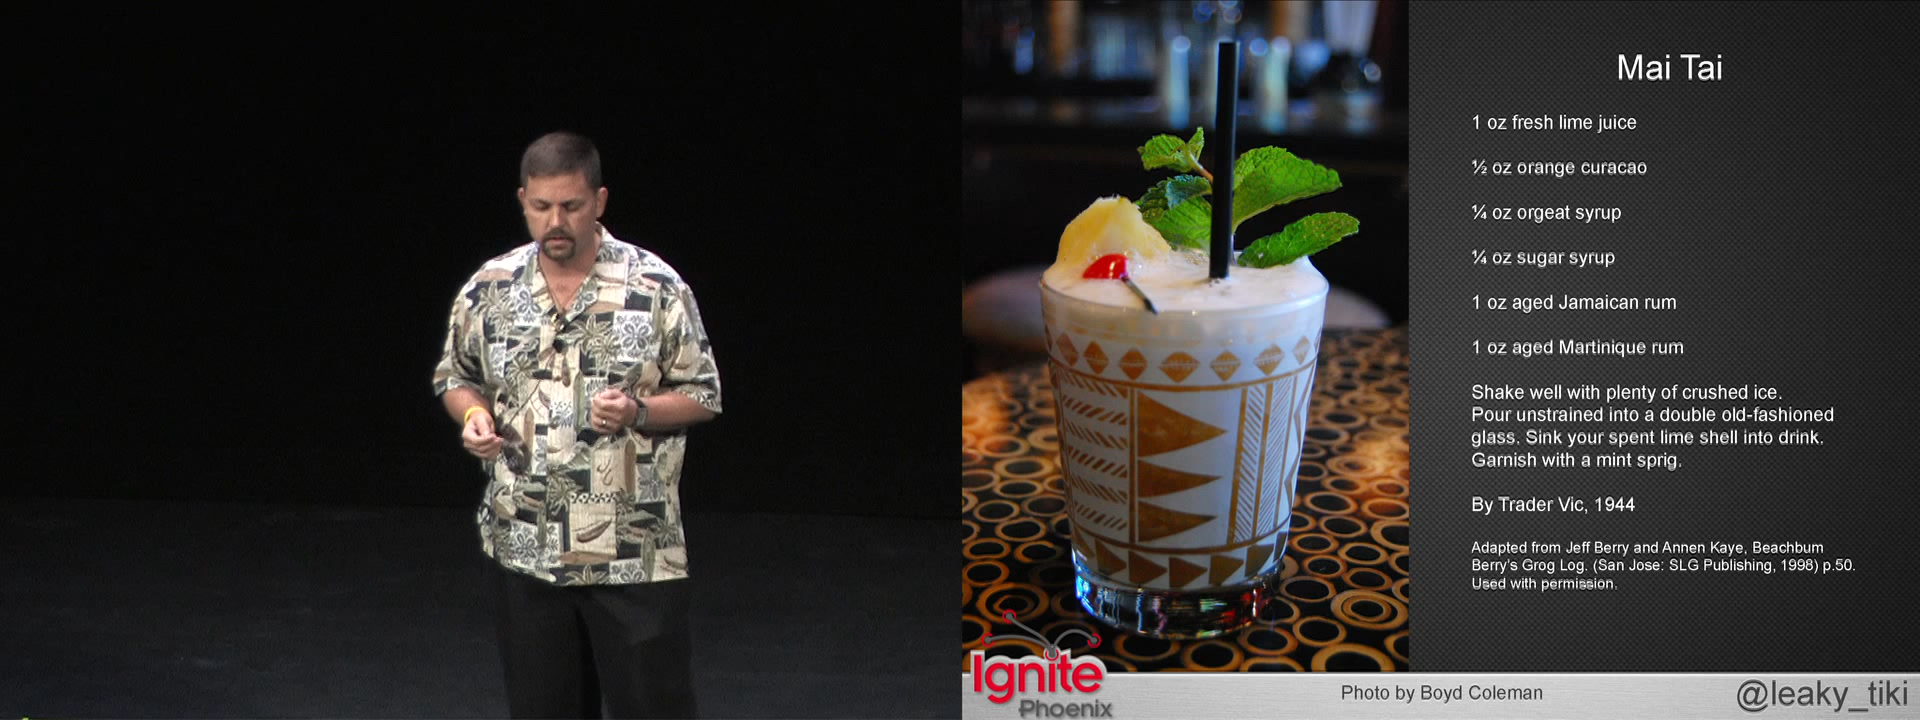 Mai Tai
1 oz fresh lime juice
½ oz orange curacao
¼ oz orgeat syrup
¼ oz sugar syrup
1 oz aged Jamaican rum
1 oz aged Martinique rum
Shake well with plenty of crushed ice.
Pour unstrained into a double old-fashioned
glass. Sink your spent lime shell into drink.
Garnish with a mint sprig.
By Trader Vic, 1944
Adapted from Jeff Berry and Annen Kaye, Beachbum
Berry's Grog Log. (San Jose: SLG Publishing, 1998) p.50.
Used with permission.
Ignite
Phoenix
Photo by Boyd Coleman
@leaky_tiki